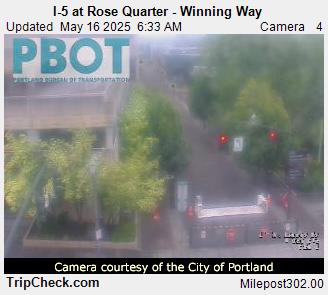 I-5 at Rose Quarter - Winning Way
Updated May 16 2025 6:33 AM Camera 4
PBOT
PORTLAND BUREAU OF TRANSPORTATION
Camera courtesy of the City of Portland
TripCheck.com Milepost302.00